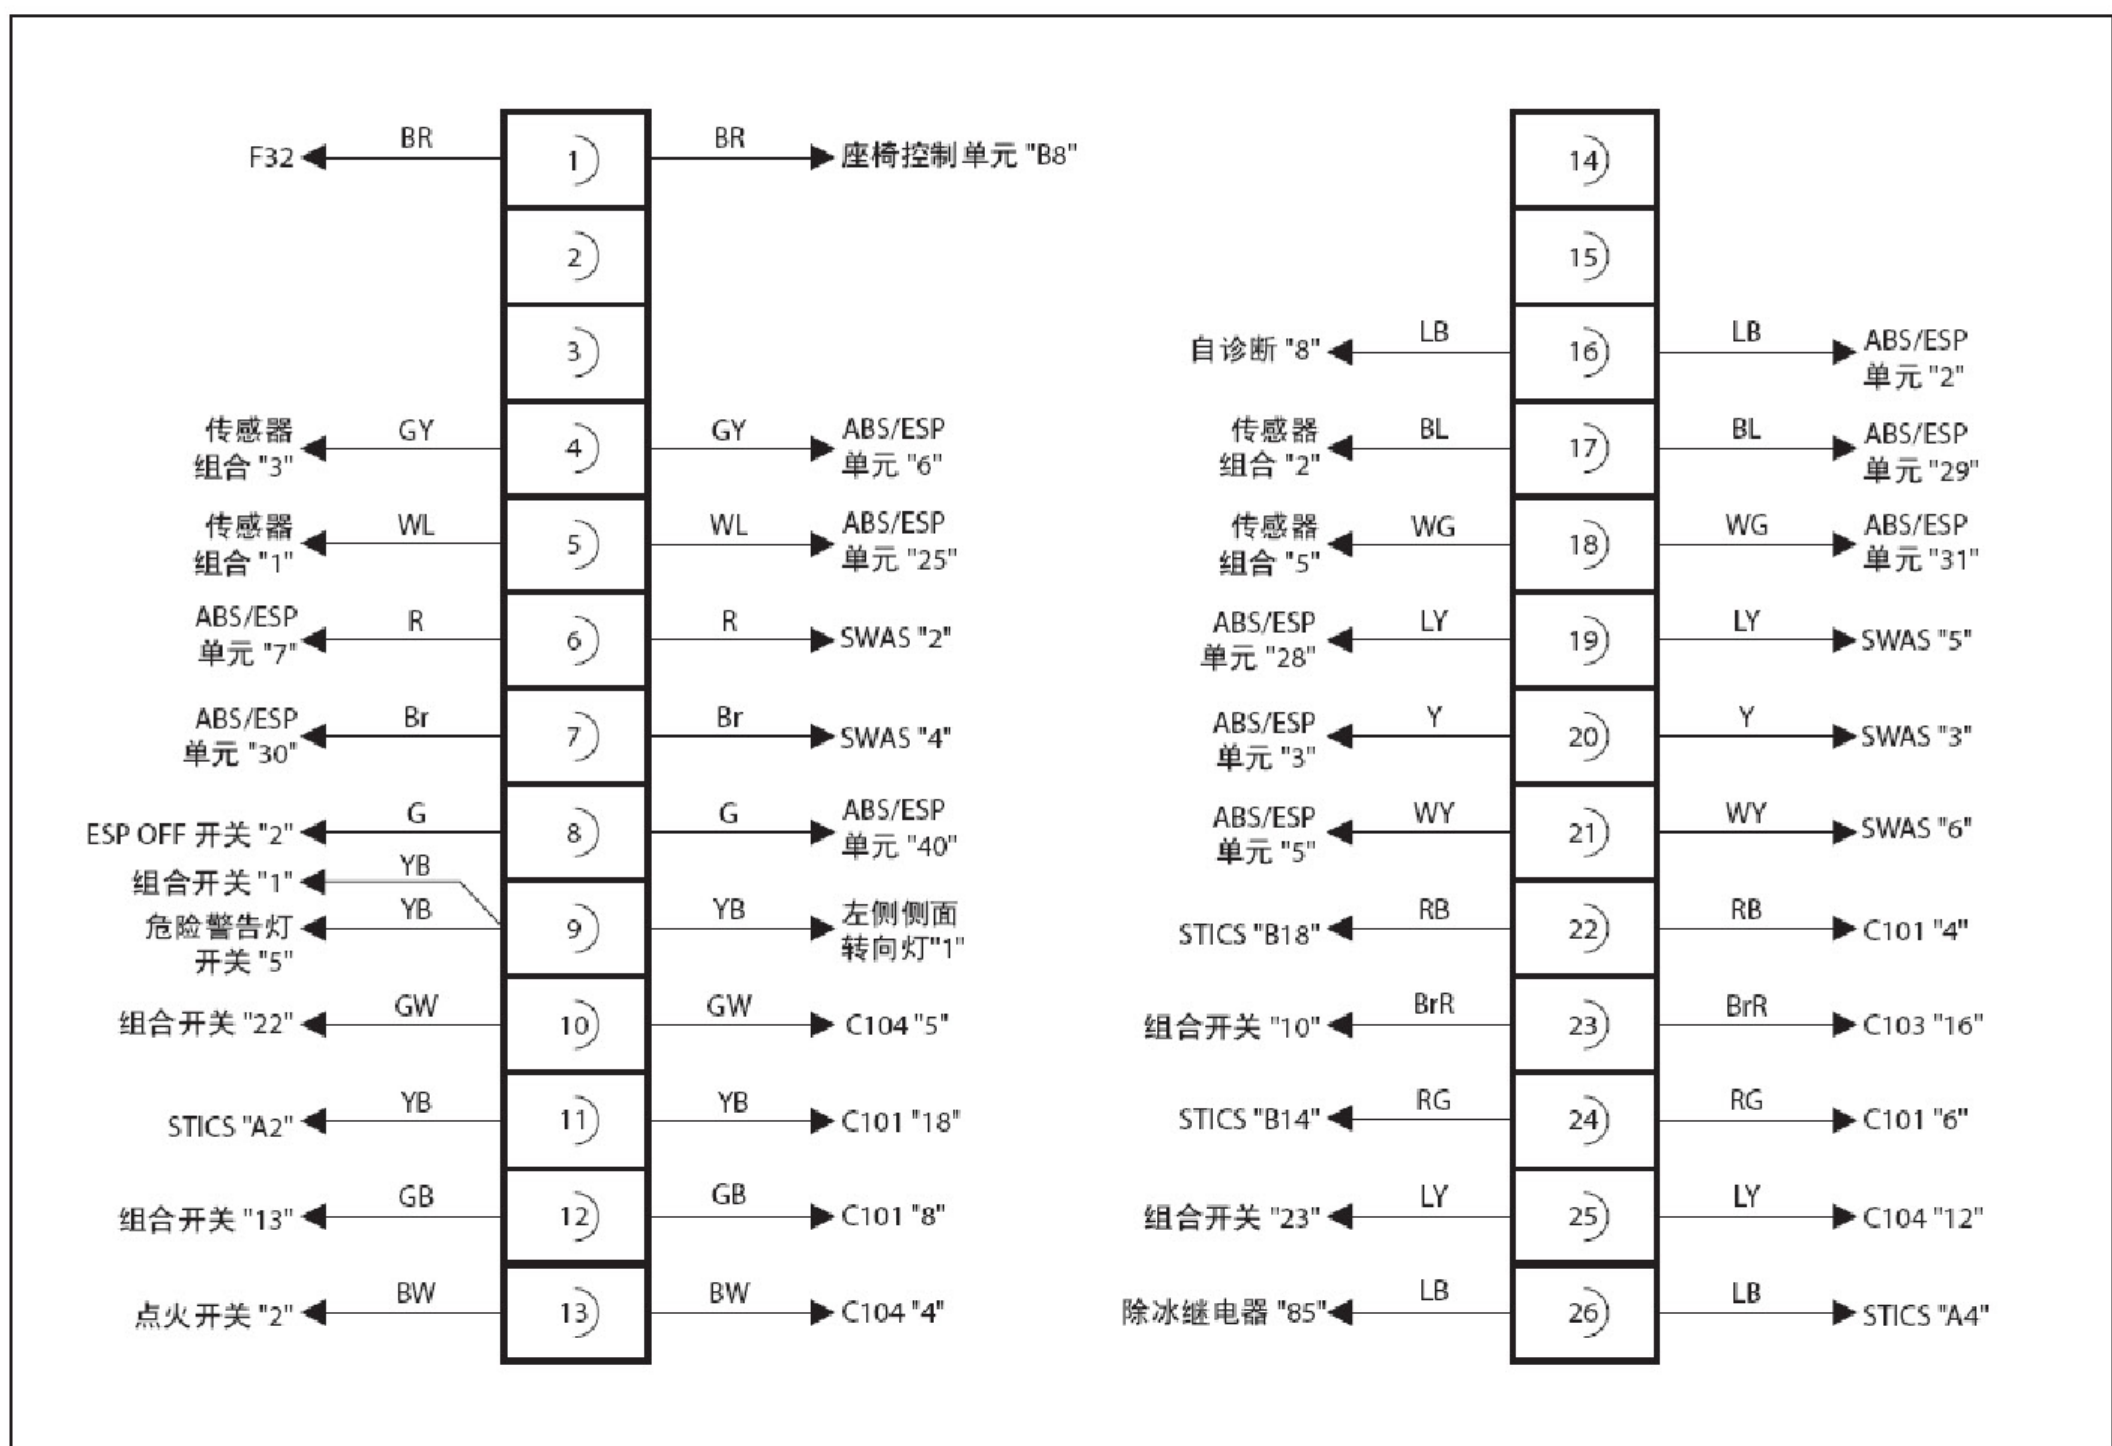 F32 BR 1 BR 座椅控制单元 "B8"
2
3
传感器 GY 4 GY ABS/ESP
组合 "3" 单元 "6"
传感器 WL 5 WL ABS/ESP
组合 "1" 单元 "25"
ABS/ESP R 6 R SWAS "2"
单元 "7"
ABS/ESP Br 7 Br SWAS "4"
单元 "30"
ESP OFF 开关 "2" G 8 G ABS/ESP
单元 "40"
组合开关 "1" YB
危险警告灯 YB 9 YB 左侧侧面
开关 "5" 转向灯"1"
组合开关 "22" GW 10 GW C104 "5"
STICS "A2" YB 11 YB C101 "18"
组合开关 "13" GB 12 GB C101 "8"
点火开关 "2" BW 13 BW C104 "4"
14
15
自诊断 "8" LB 16 LB ABS/ESP
单元 "2"
传感器 BL 17 BL ABS/ESP
组合 "2" 单元 "29"
传感器 WG 18 WG ABS/ESP
组合 "5" 单元 "31"
ABS/ESP LY 19 LY SWAS "5"
单元 "28"
ABS/ESP Y 20 Y SWAS "3"
单元 "3"
ABS/ESP WY 21 WY SWAS "6"
单元 "5"
STICS "B18" RB 22 RB C101 "4"
组合开关 "10" BrR 23 BrR C103 "16"
STICS "B14" RG 24 RG C101 "6"
组合开关 "23" LY 25 LY C104 "12"
除冰继电器 "85" LB 26 LB STICS "A4"